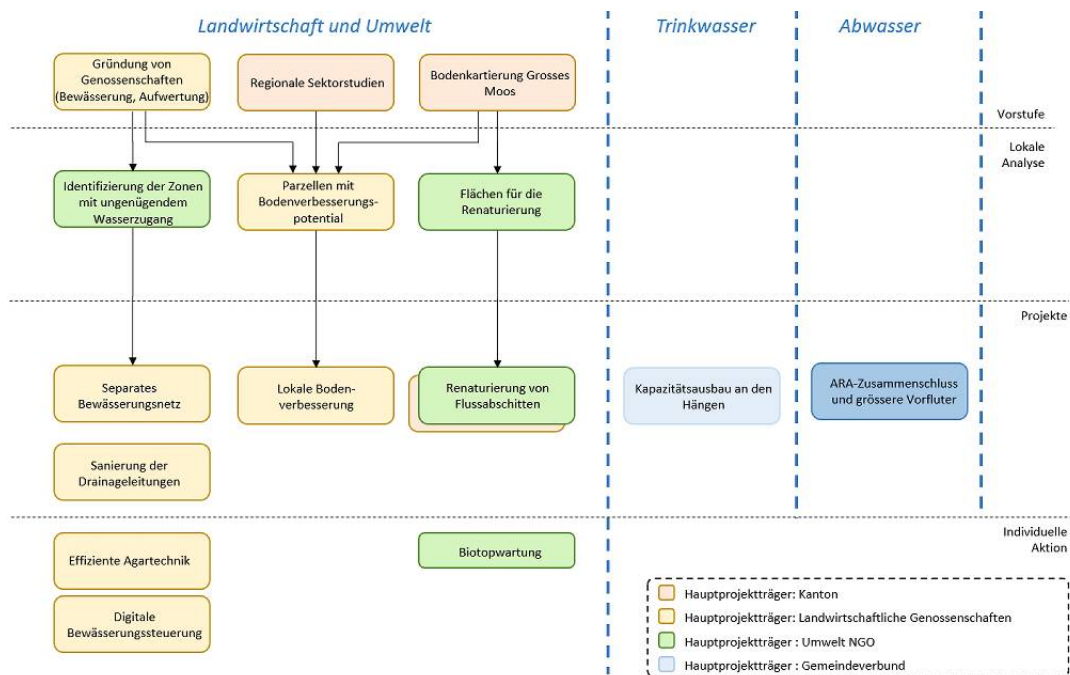 Landwirtschaft und Umwelt
Trinkwasser
Abwasser
Gründung von
Genossenschaften
(Bewässerung, Aufwertung)
Regionale Sektorstudien
Bodenkartierung Grosses
Moos
Vorstufe
Lokale
Analyse
Identifizierung der Zonen
mit ungenügendem
Wasserzugang
Parzellen mit
Bodenverbesserungs-
potential
Flächen für die
Renaturierung
Projekte
Separates
Bewässerungsnetz
Lokale Boden-
verbesserung
Renaturierung von
Flussabschitten
Kapazitätsausbau an den
Hängen
ARA-Zusammenschluss
und grössere Vorfluter
Sanierung der
Drainageleitungen
Individuelle
Aktion
Effiziente Agartechnik
Biotopwartung
Digitale
Bewässerungssteuerung
Hauptprojektträger: Kanton
Hauptprojektträger: Landwirtschaftliche Genossenschaften
Hauptprojektträger : Umwelt NGO
Hauptprojektträger : Gemeindeverbund